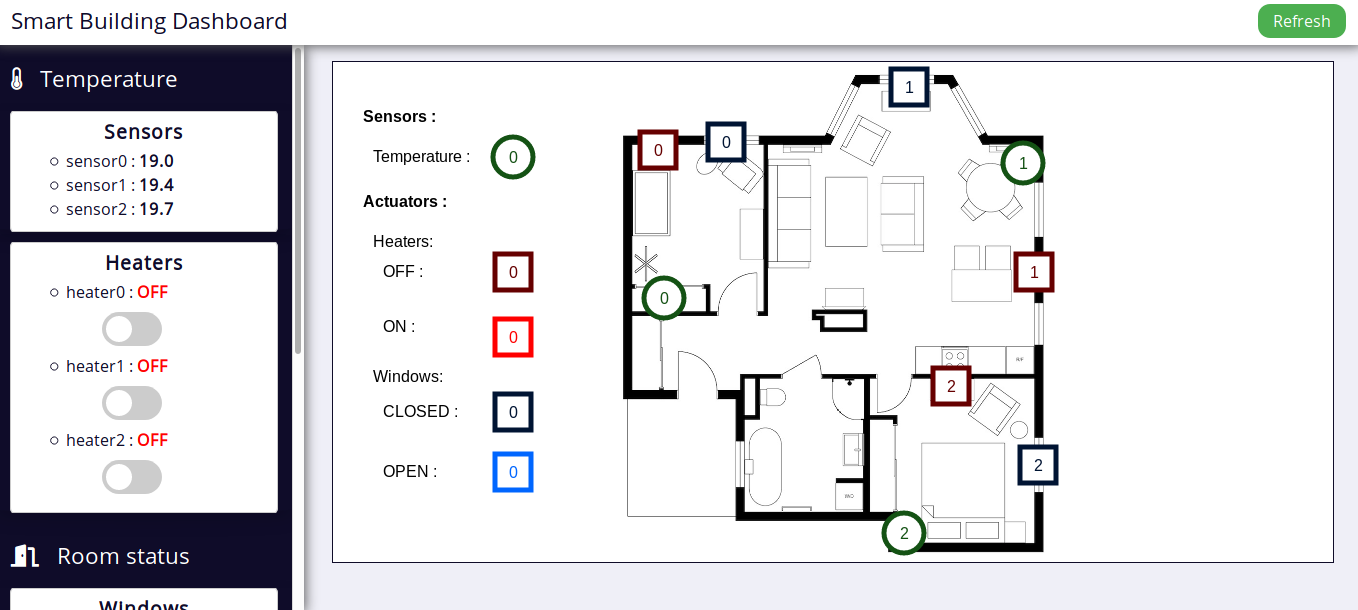 Smart Building Dashboard
Refresh
Temperature
Sensors
sensor0 : 19.0
sensor1 : 19.4
sensor2 : 19.7
Heaters
heater0 : OFF
heater1 : OFF
heater2 : OFF
Room status
Windows
Sensors :
Temperature : 0
Actuators :
Heaters:
OFF : 0
ON : 0
Windows:
CLOSED : 0
OPEN : 0
1
0
0
1
1
0
R/F
2
2
W/D
2